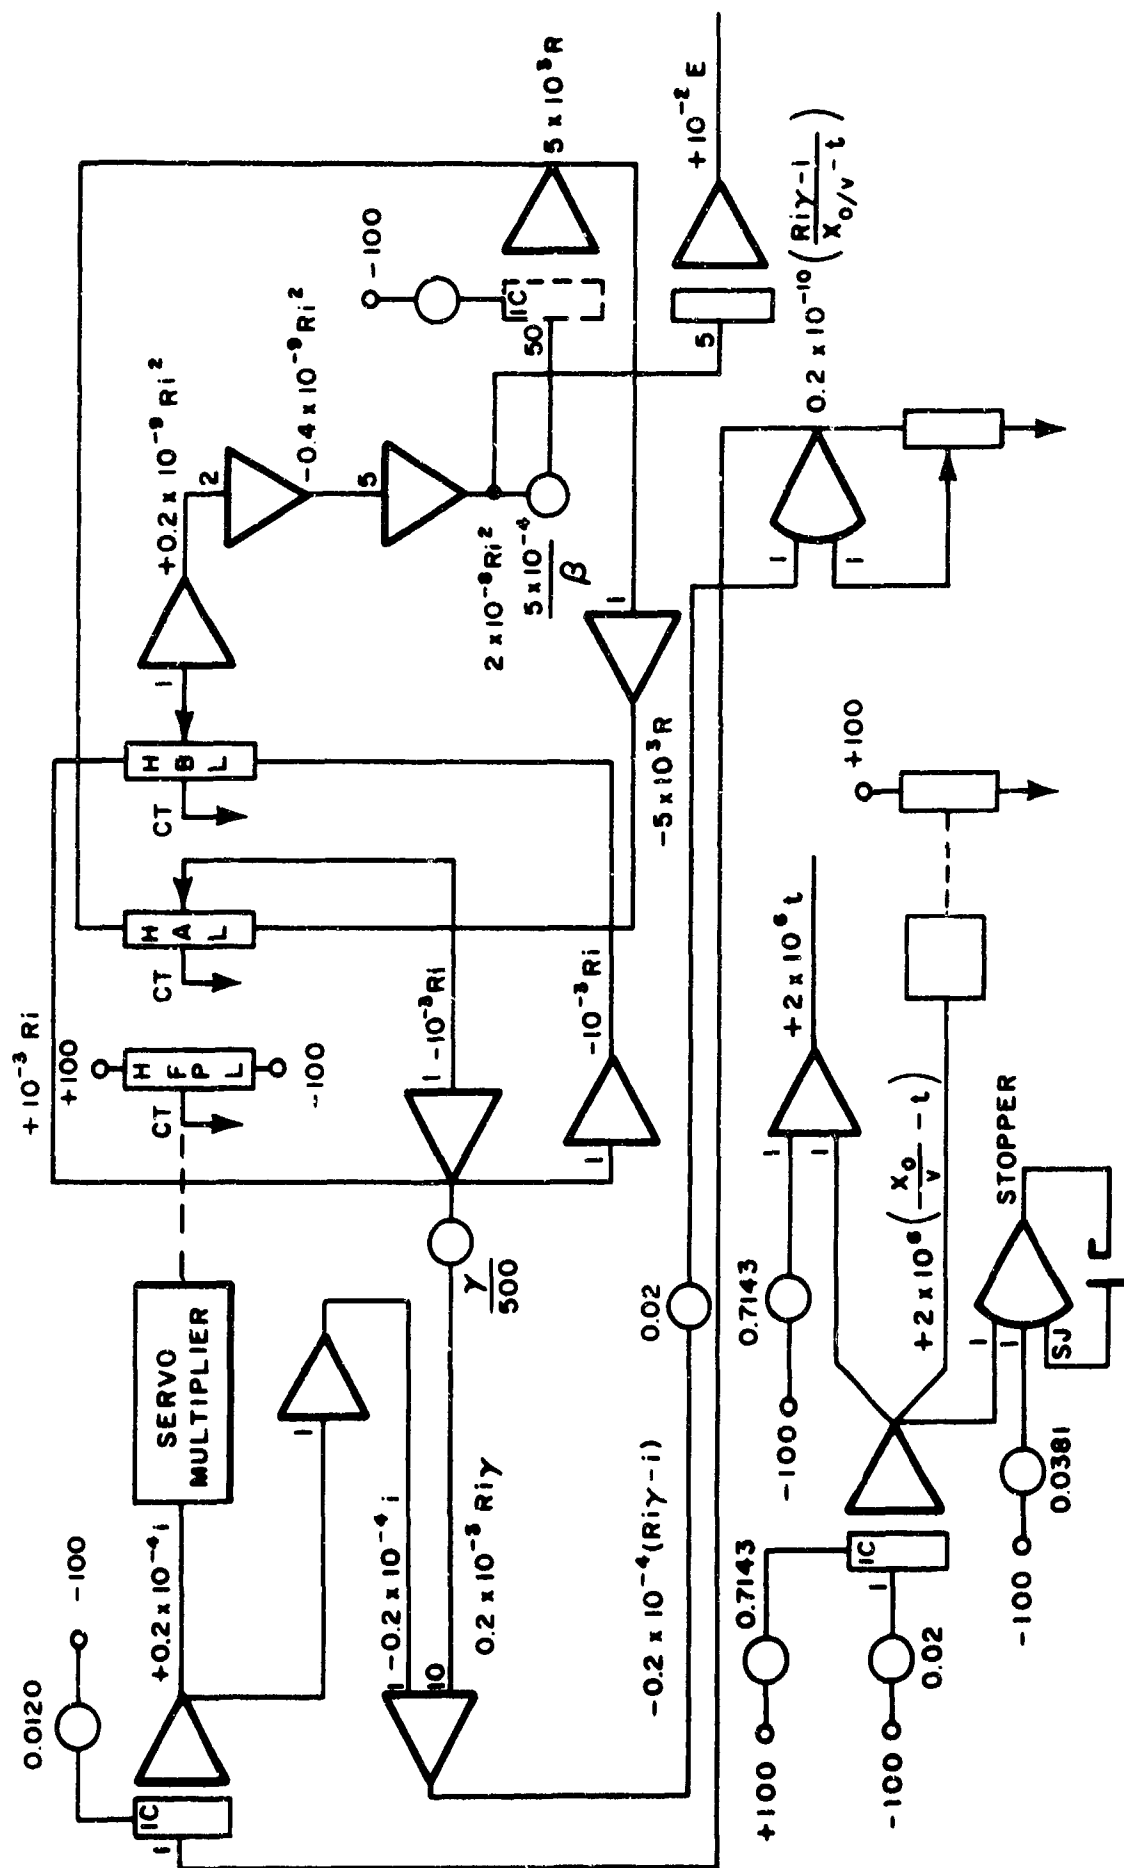 0.0120
-100
IC
1
+0.2 x 10⁻⁴ i
SERVO
MULTIPLIER
1
+10⁻³ Ri
+100
H
F
P
L
-100
CT
CT
H
A
L
CT
H
B
L
1
+0.2 x 10⁻⁹ Ri²
2
-0.4 x 10⁻⁹ Ri²
5
2 x 10⁻⁸ Ri²
5 x 10⁻⁴
β
-100
IC
50
5 x 10³ R
5
+10⁻² E
1
-5 x 10³ R
1 -10⁻³ Ri
-10⁻³ Ri
1
γ
500
1 -0.2 x 10⁻⁴ i
10
0.2 x 10⁻⁵ Riγ
-0.2 x 10⁻⁴ (Riγ-i)
0.02
1
1
0.2 x 10⁻¹⁰ (Riγ-1
X₀/v -t)
+100
0.7143
IC
1
-100
0.02
-100
0.7143
1
1
+2 x 10⁶ t
+2 x 10⁶ (X₀
v - t)
+100
-100
0.0381
1
1
SJ
STOPPER